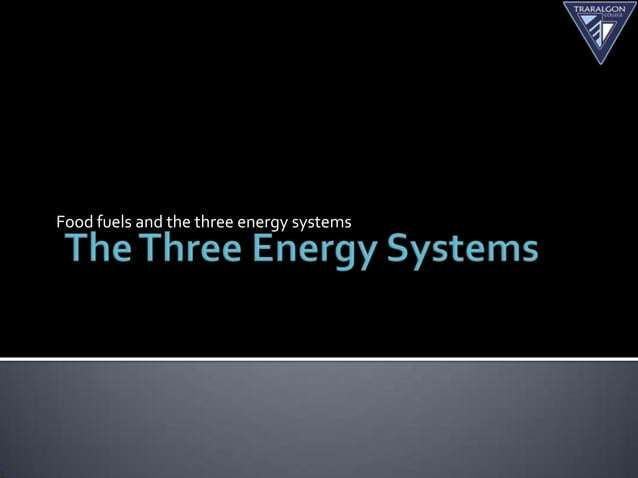 TRARALGON
COLLEGE
Food fuels and the three energy systems
The Three Energy Systems